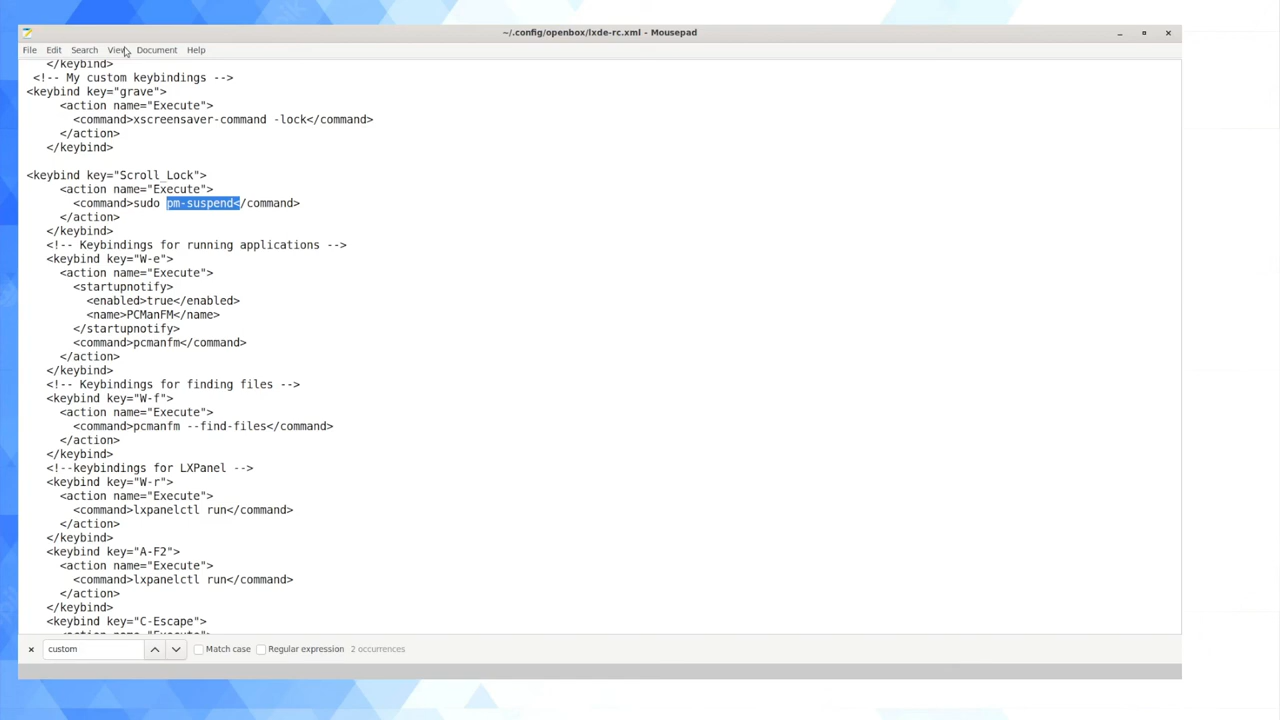 ~/.config/openbox/lxde-rc.xml - Mousepad
File Edit Search View Document Help
</keybind>
<!-- My custom keybindings -->
<keybind key="grave">
<action name="Execute">
<command>xscreensaver-command -lock</command>
</action>
</keybind>
<keybind key="Scroll_Lock">
<action name="Execute">
<command>sudo pm-suspend</command>
</action>
</keybind>
<!-- Keybindings for running applications -->
<keybind key="W-e">
<action name="Execute">
<startupnotify>
<enabled>true</enabled>
<name>PCManFM</name>
</startupnotify>
<command>pcmanfm</command>
</action>
</keybind>
<!-- Keybindings for finding files -->
<keybind key="W-f">
<action name="Execute">
<command>pcmanfm --find-files</command>
</action>
</keybind>
<!--keybindings for LXPanel -->
<keybind key="W-r">
<action name="Execute">
<command>lxpanelctl run</command>
</action>
</keybind>
<keybind key="A-F2">
<action name="Execute">
<command>lxpanelctl run</command>
</action>
</keybind>
<keybind key="C-Escape">
custom Match case Regular expression 2 occurrences